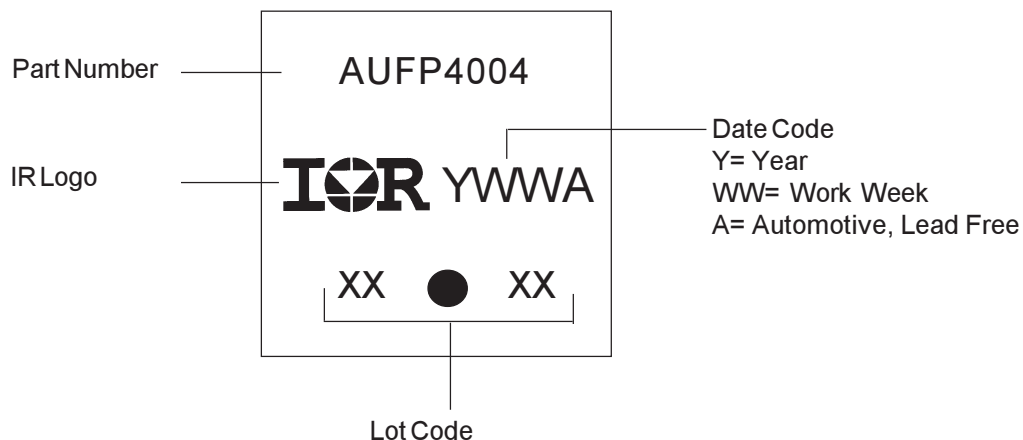 Part Number
AUFP4004
IR Logo
IOR YWWA
Date Code
Y= Year
WW= Work Week
A= Automotive, Lead Free
XX XX
Lot Code